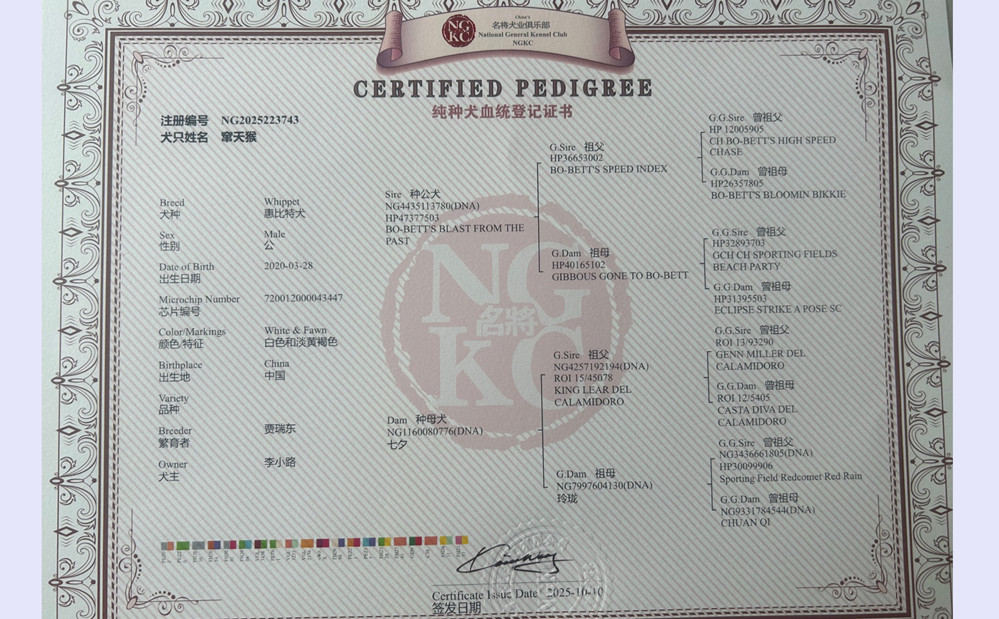 China's
名将犬业俱乐部
National General Kennel Club
NGKC
NG
KC
CERTIFIED PEDIGREE
纯种犬血统登记证书
注册编号 NG2025223743
犬只姓名 窜天猴
Breed Whippet
犬种 惠比特犬
Sex Male
性别 公
Date of Birth 2020-03-28
出生日期
Microchip Number 720012000043447
芯片编号
Color/Markings White & Fawn
颜色/特征 白色和淡黄褐色
Birthplace China
出生地 中国
Variety
品种
Breeder 贾瑞东
繁育者
Owner 李小路
犬主
Sire 种公犬
NG4435113780(DNA)
HP47377503
BO-BETT'S BLAST FROM THE
PAST
Dam 种母犬
NG1160080776(DNA)
七夕
G.Sire 祖父
HP36653002
BO-BETT'S SPEED INDEX
G.Dam 祖母
HP40165102
GIBBOUS GONE TO BO-BETT
G.Sire 祖父
NG4257192194(DNA)
ROI 15/45078
KING LEAR DEL
CALAMIDORO
G.Dam 祖母
NG7997604130(DNA)
玲珑
G.G.Sire 曾祖父
HP 12005905
CH BO-BETT'S HIGH SPEED
CHASE
G.G.Dam 曾祖母
HP26357805
BO-BETT'S BLOOMIN BIKKIE
G.G.Sire 曾祖父
HP32893703
GCH CH SPORTING FIELDS
BEACH PARTY
G.G.Dam 曾祖母
HP31395503
ECLIPSE STRIKE A POSE SC
G.G.Sire 曾祖父
ROI 13/93290
GENN MILLER DEL
CALAMIDORO
G.G.Dam 曾祖母
ROI 12/5405
CASTA DIVA DEL
CALAMIDORO
G.G.Sire 曾祖父
NG3436661805(DNA)
HP30099906
Sporting Field Redcomet Red Rain
G.G.Dam 曾祖母
NG9331784544(DNA)
CHUAN QI
NG
名將
KC
Certificate Issue Date 2025-10-10
签发日期